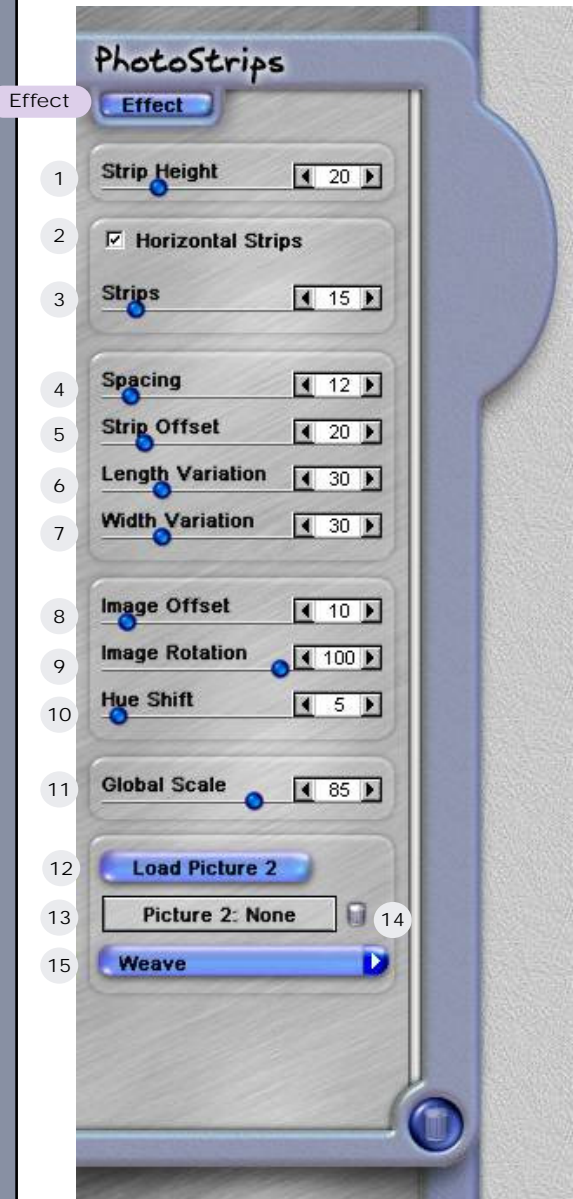 PhotoStrips
Effect Effect
1 Strip Height 20
2 Horizontal Strips
3 Strips 15
4 Spacing 12
5 Strip Offset 20
6 Length Variation 30
7 Width Variation 30
8 Image Offset 10
9 Image Rotation 100
10 Hue Shift 5
11 Global Scale 85
12 Load Picture 2
13 Picture 2: None 14
15 Weave